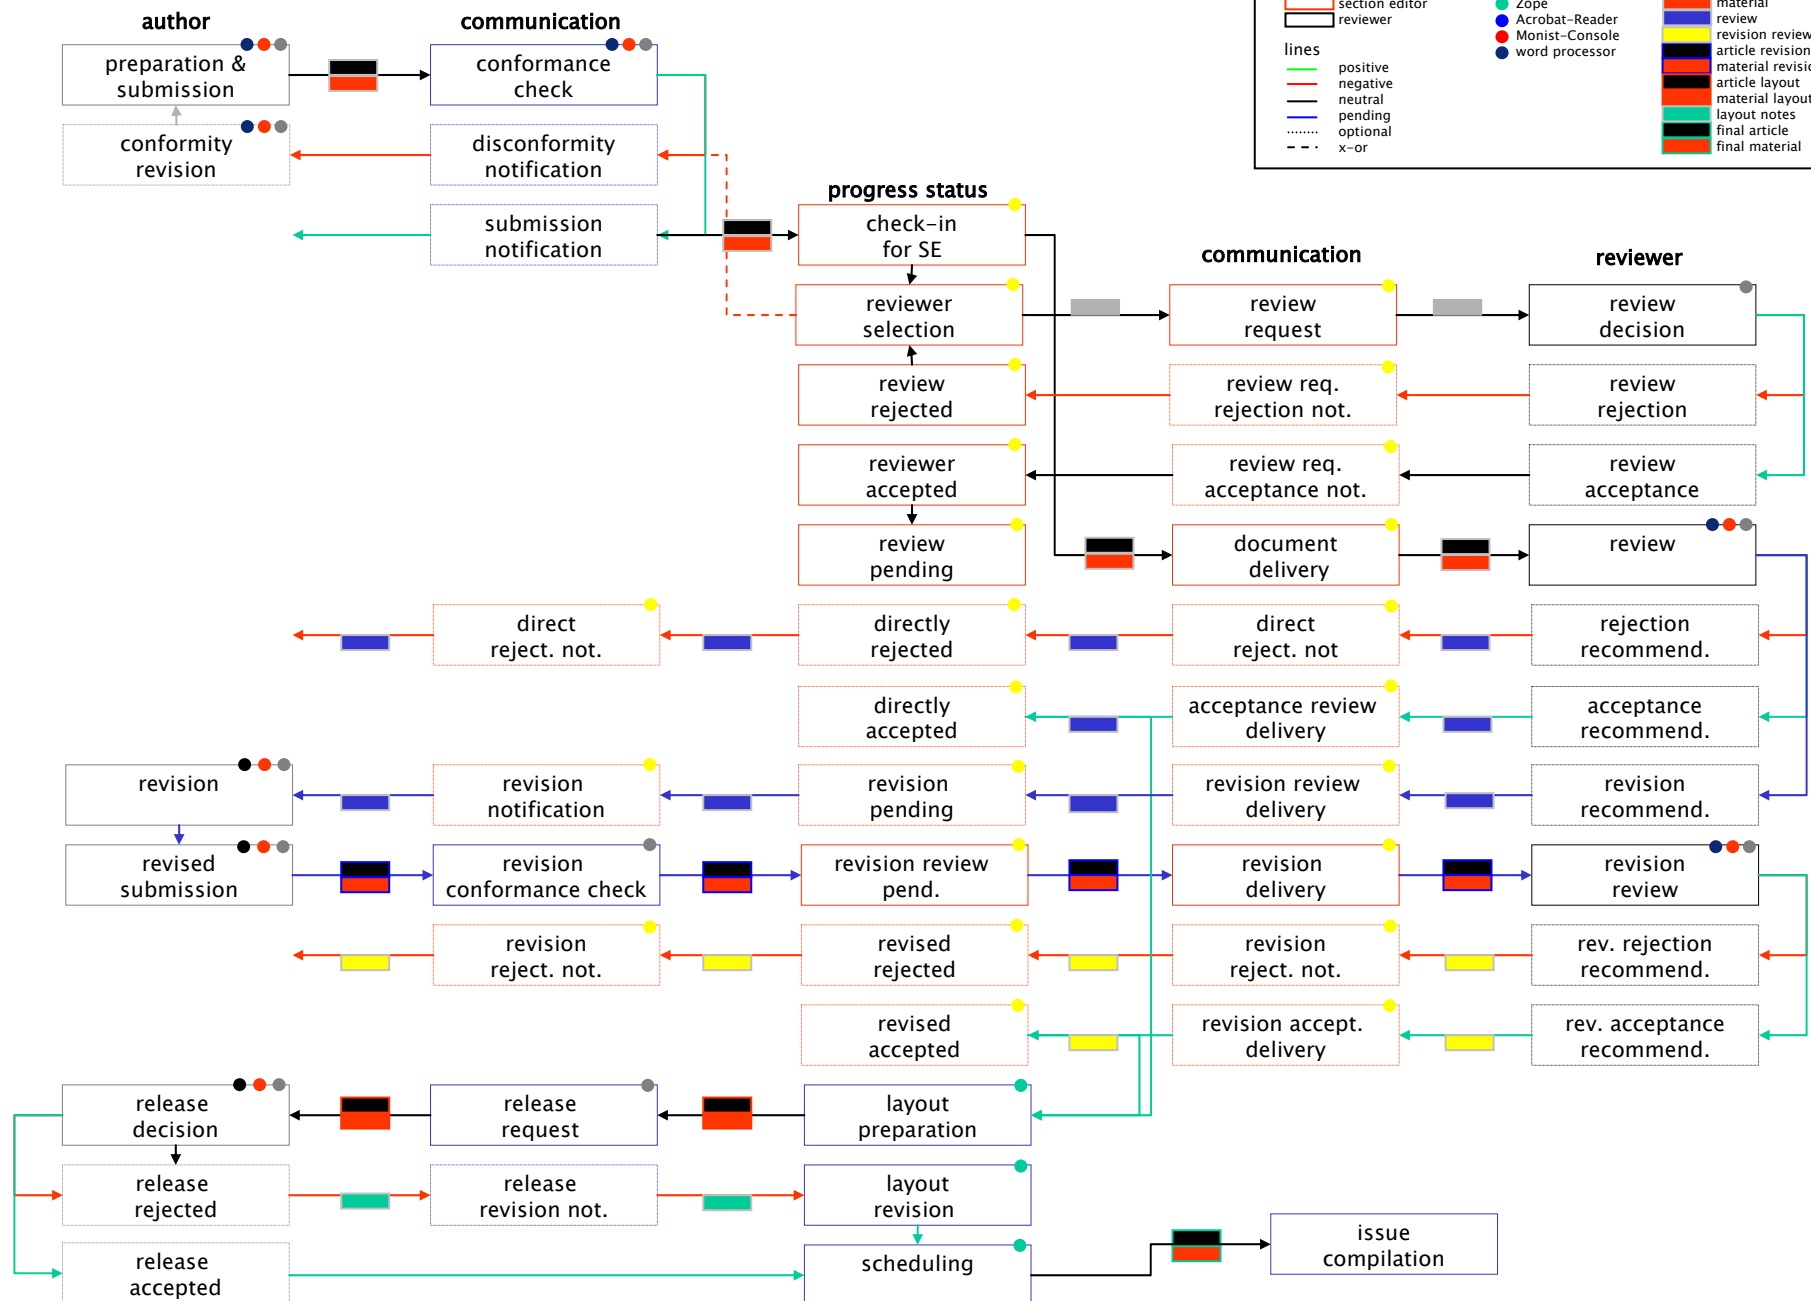 section editor
reviewer
lines
positive
negative
neutral
pending
optional
x-or
Zope
Acrobat-Reader
Monist-Console
word processor
material
review
revision review
article revision
material revisio
article layout
material layout
layout notes
final article
final material
author
communication
preparation &
submission
conformance
check
conformity
revision
disconformity
notification
submission
notification
progress status
check-in
for SE
communication
reviewer
reviewer
selection
review
request
review
decision
review
rejected
review req.
rejection not.
review
rejection
reviewer
accepted
review req.
acceptance not.
review
acceptance
review
pending
document
delivery
review
direct
reject. not.
directly
rejected
direct
reject. not
rejection
recommend.
directly
accepted
acceptance review
delivery
acceptance
recommend.
revision
revision
notification
revision
pending
revision review
delivery
revision
recommend.
revised
submission
revision
conformance check
revision review
pend.
revision
delivery
revision
review
revision
reject. not.
revised
rejected
revision
reject. not.
rev. rejection
recommend.
revised
accepted
revision accept.
delivery
rev. acceptance
recommend.
release
decision
release
request
layout
preparation
release
rejected
release
revision not.
layout
revision
release
accepted
scheduling
issue
compilation